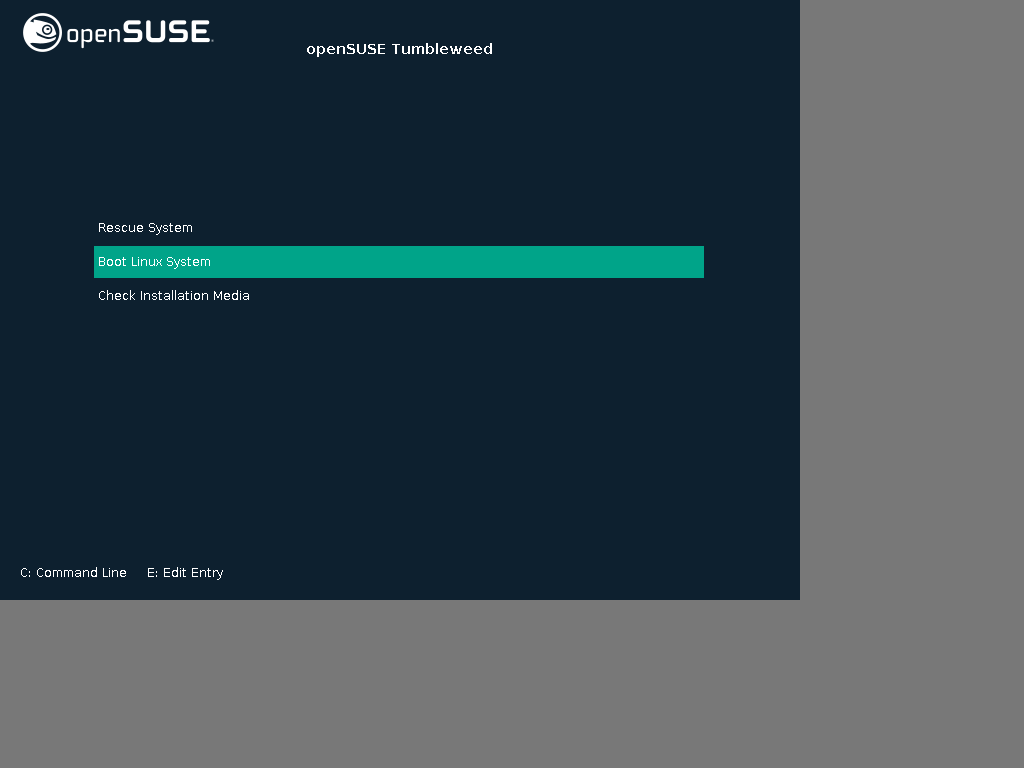 openSUSE.
openSUSE Tumbleweed
Rescue System
Boot Linux System
Check Installation Media
C: Command Line E: Edit Entry